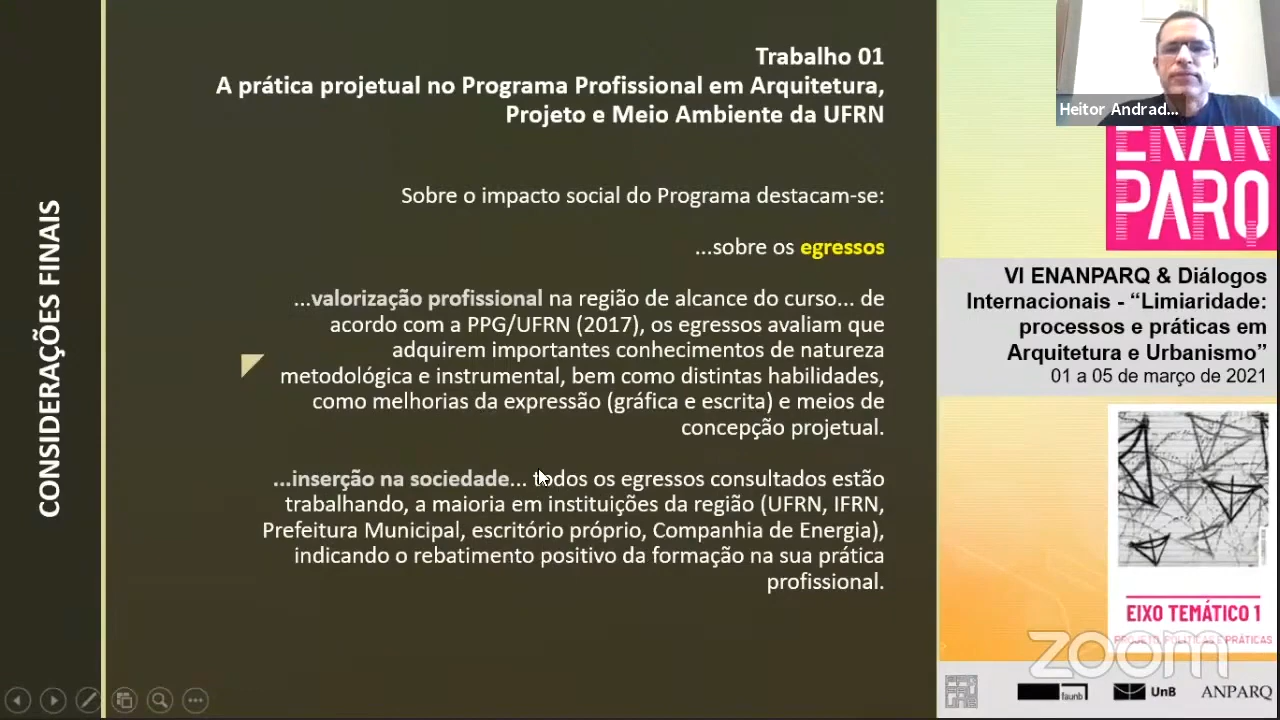 CONSIDERAÇÕES FINAIS
Trabalho 01
A prática projetual no Programa Profissional em Arquitetura,
Projeto e Meio Ambiente da UFRN
Sobre o impacto social do Programa destacam-se:
...sobre os egressos
...valorização profissional na região de alcance do curso... de
acordo com a PPG/UFRN (2017), os egressos avaliam que
adquirem importantes conhecimentos de natureza
metodológica e instrumental, bem como distintas habilidades,
como melhorias da expressão (gráfica e escrita) e meios de
concepção projetual.
...inserção na sociedade... todos os egressos consultados estão
trabalhando, a maioria em instituições da região (UFRN, IFRN,
Prefeitura Municipal, escritório próprio, Companhia de Energia),
indicando o rebatimento positivo da formação na sua prática
profissional.
Heitor Andrad...
ENAN
PARQ
VI ENANPARQ & Diálogos
Internacionais - “Limiaridade:
processos e práticas em
Arquitetura e Urbanismo”
01 a 05 de março de 2021
EIXO TEMÁTICO 1
PROJETO, POLÍTICAS E PRÁTICAS
zoom
faunb
UnB
ANPARQ